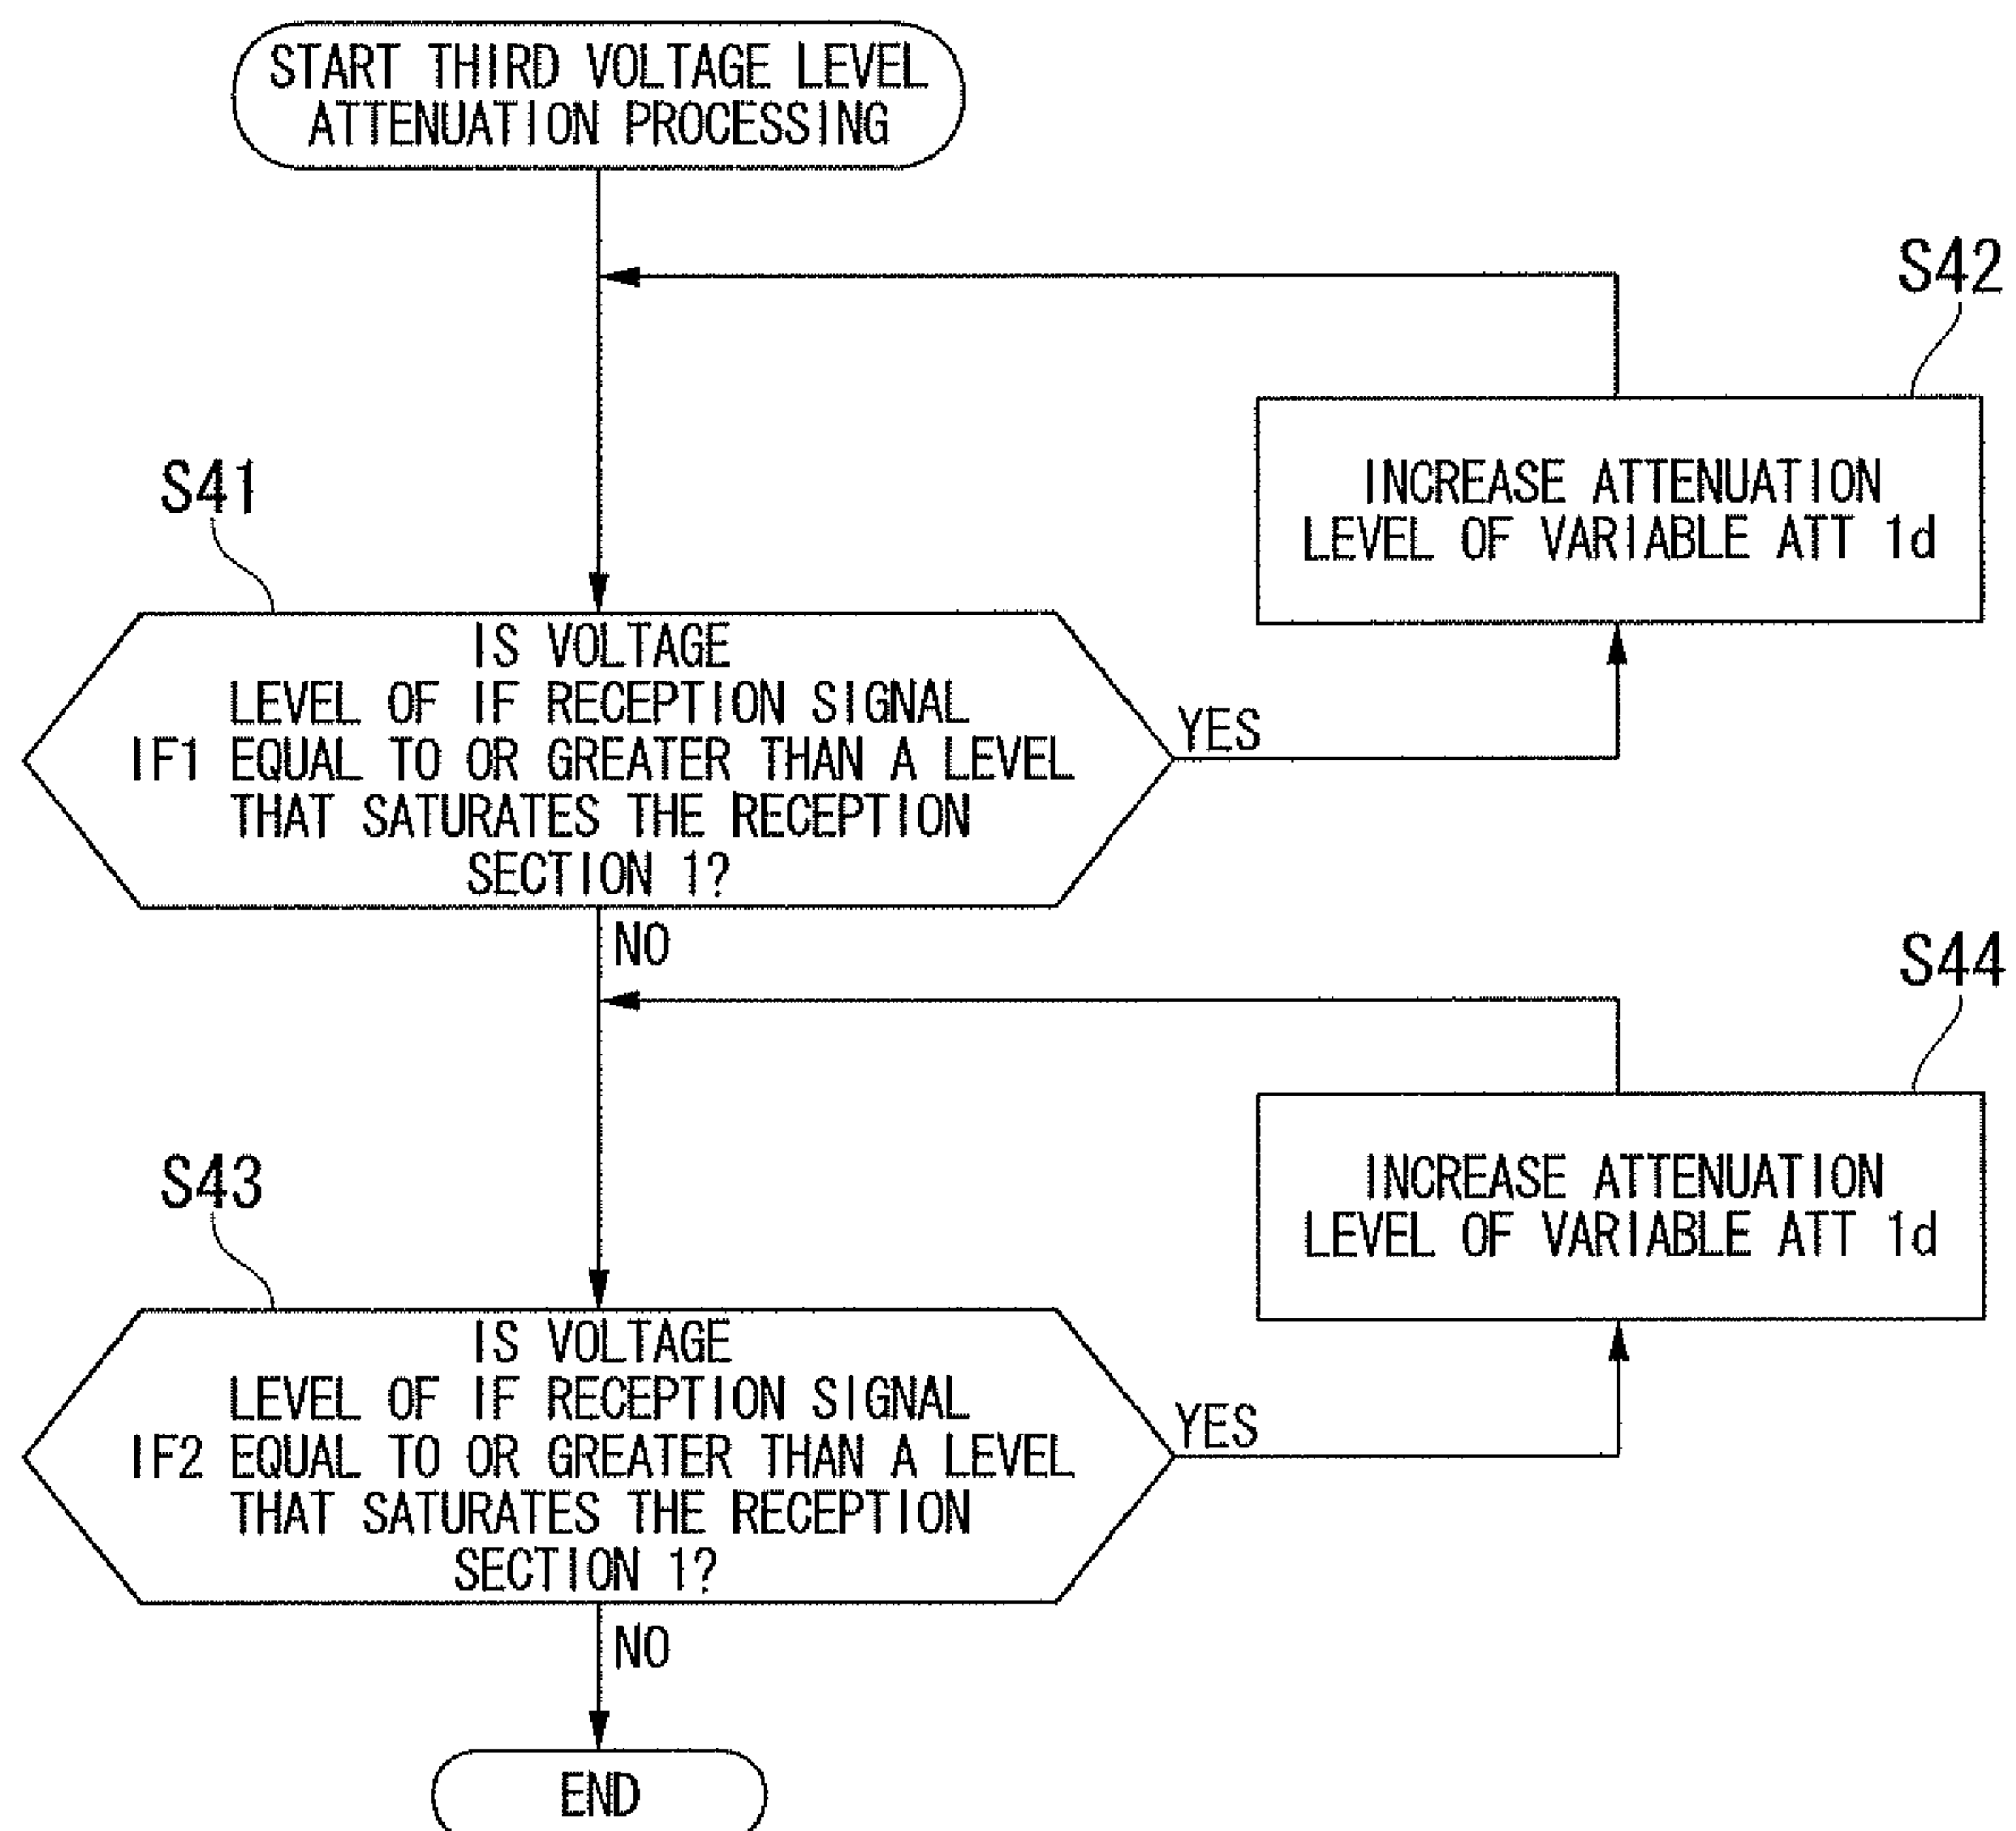 START THIRD VOLTAGE LEVEL
ATTENUATION PROCESSING
S42
INCREASE ATTENUATION
LEVEL OF VARIABLE ATT 1d
S41
IS VOLTAGE
LEVEL OF IF RECEPTION SIGNAL
IF1 EQUAL TO OR GREATER THAN A LEVEL
THAT SATURATES THE RECEPTION
SECTION 1?
YES
NO
S44
INCREASE ATTENUATION
LEVEL OF VARIABLE ATT 1d
S43
IS VOLTAGE
LEVEL OF IF RECEPTION SIGNAL
IF2 EQUAL TO OR GREATER THAN A LEVEL
THAT SATURATES THE RECEPTION
SECTION 1?
YES
NO
END